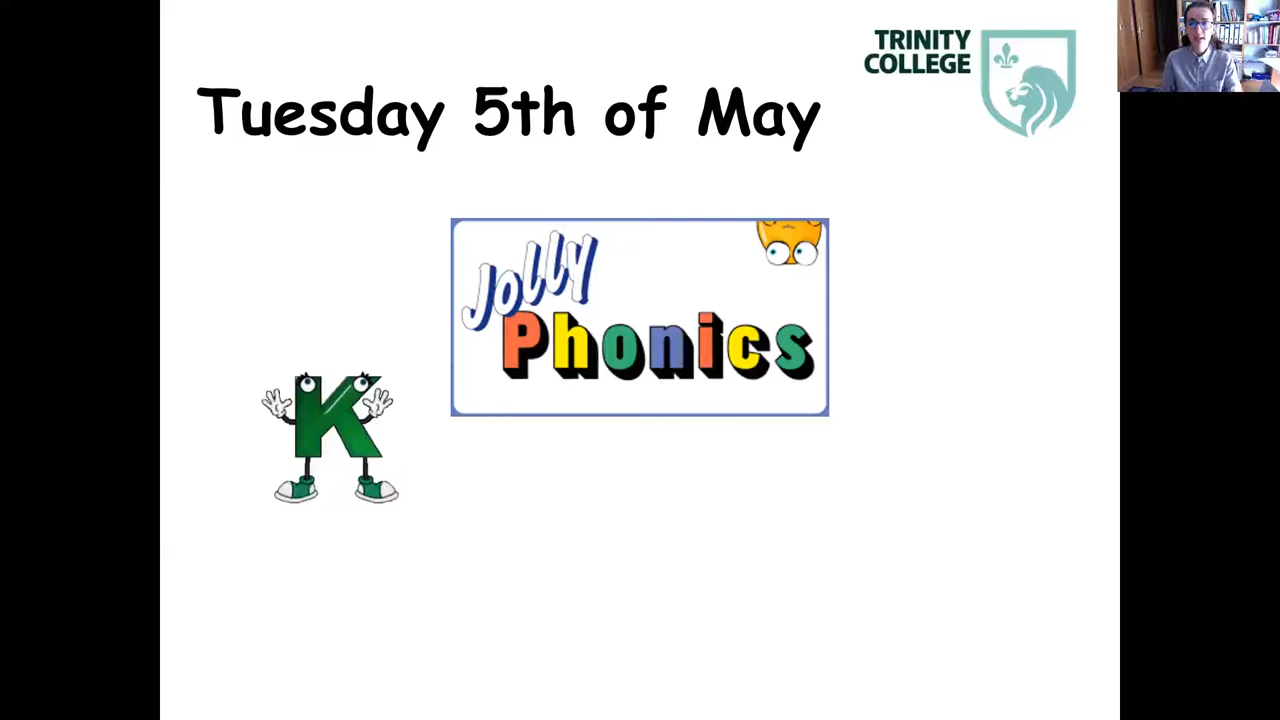 TRINITY
COLLEGE
Tuesday 5th of May
Jolly
Phonics
K